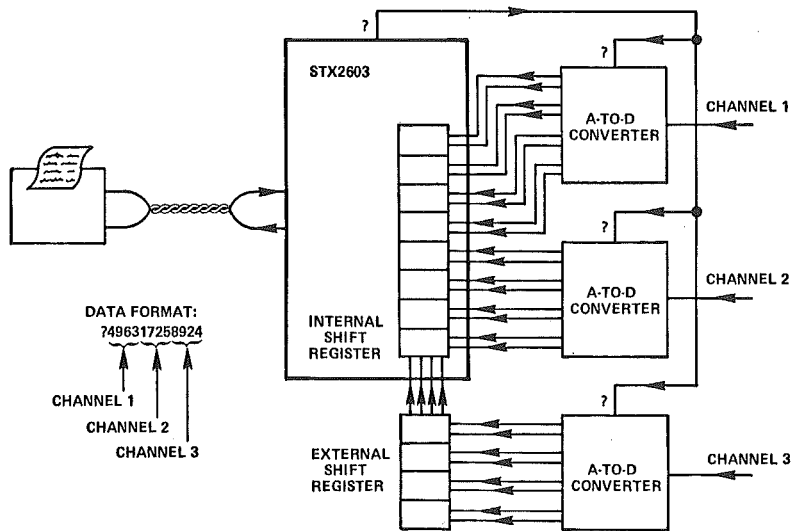 ?
STX2603
?
A-TO-D
CONVERTER
CHANNEL 1
?
A-TO-D
CONVERTER
CHANNEL 2
INTERNAL
SHIFT
REGISTER
DATA FORMAT:
7496317258924
CHANNEL 1
CHANNEL 2
CHANNEL 3
?
A-TO-D
CONVERTER
CHANNEL 3
EXTERNAL
SHIFT
REGISTER